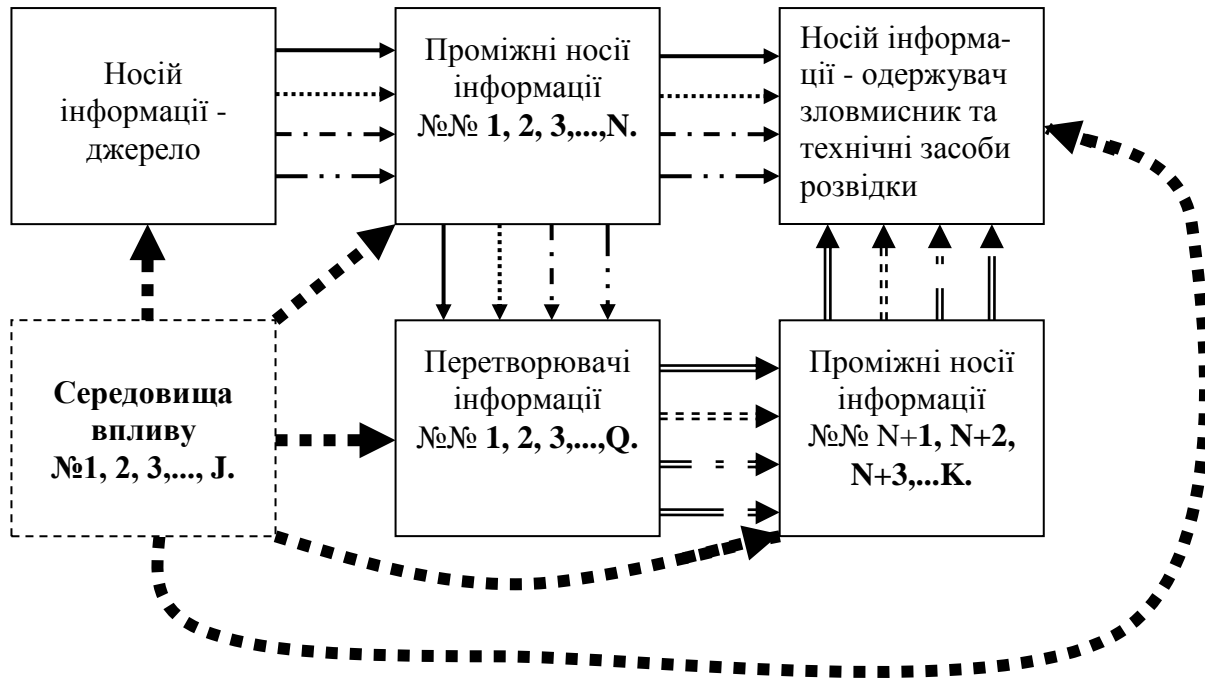 Носій
інформації -
джерело
Проміжні носії
інформації
№№ 1, 2, 3,...,N.
Носій інформа-
ції - одержувач
зловмисник та
технічні засоби
розвідки
Середовища
впливу
№1, 2, 3,..., J.
Перетворювачі
інформації
№№ 1, 2, 3,...,Q.
Проміжні носії
інформації
№№ N+1, N+2,
N+3,...K.